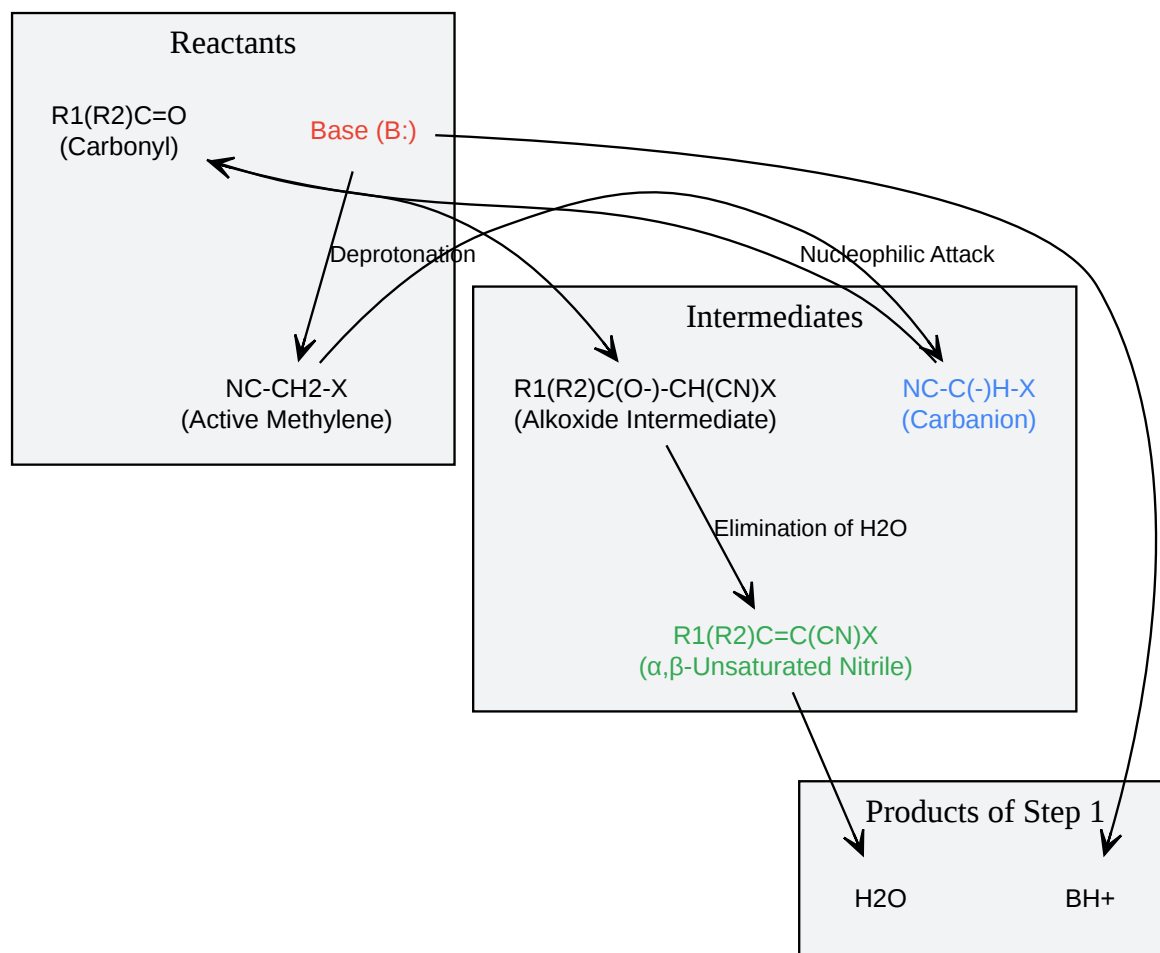 Reactants
R1(R2)C=O
(Carbonyl)
Base (B:)
Deprotonation
Nucleophilic Attack
NC-CH2-X
(Active Methylene)
Intermediates
R1(R2)C(O-)-CH(CN)X
(Alkoxide Intermediate)
NC-C(-)H-X
(Carbanion)
Elimination of H2O
R1(R2)C=C(CN)X
(α,β-Unsaturated Nitrile)
Products of Step 1
H2O
BH+